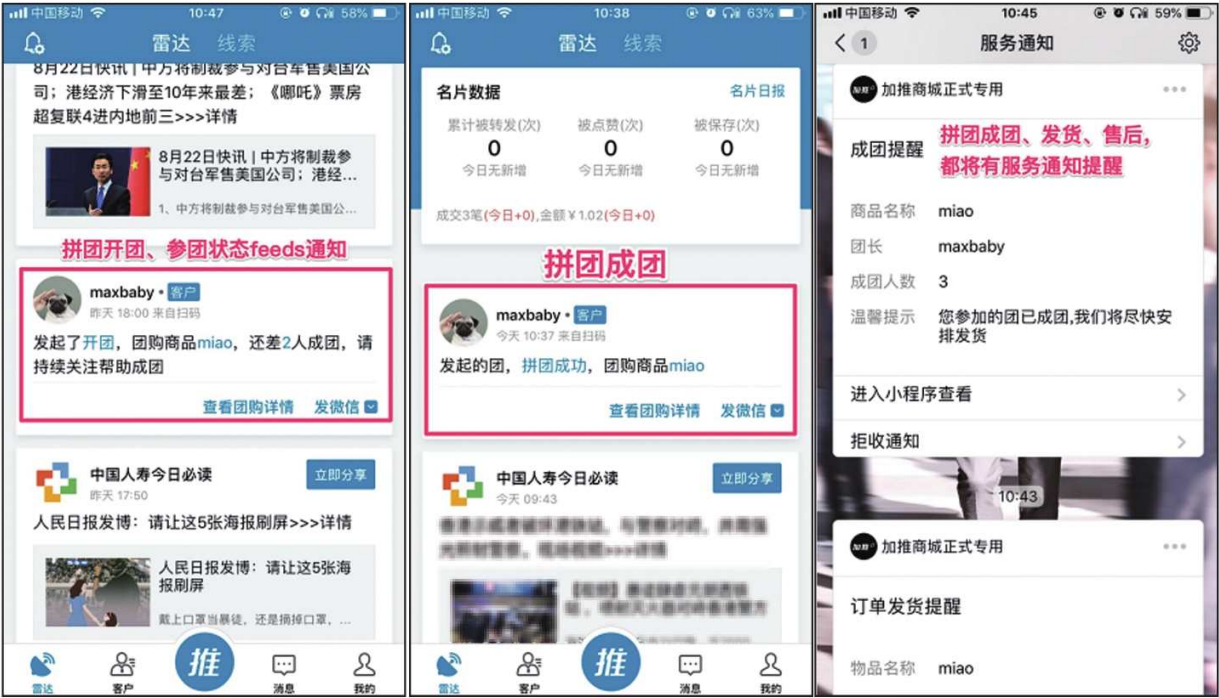 中国移动 10:47 58%
雷达 线索
8月22日快讯 | 中方将制裁参与对台军售美国公
司；港经济下滑至10年来最差；《哪吒》票房
超复联4进内地前三>>>详情
8月22日快讯 | 中方将制裁参
与对台军售美国公司；港经...
1、中方将制裁参与对台军售美国公...
拼团开团、参团状态feeds通知
maxbaby • 客户
昨天 18:00 来自扫码
发起了开团，团购商品miao，还差2人成团，请
持续关注帮助成团
查看团购详情 发微信
中国人寿今日必读
昨天 17:50
立即分享
人民日报发博：请让这5张海报刷屏>>>详情
人民日报发博：请让这5张海
报刷屏
戴上口罩当暴徒，还是摘掉口罩，...
雷达 客户 推 消息 我的
中国移动 10:38 63%
雷达 线索
名片数据 名片日报
累计被转发(次) 被点赞(次) 被保存(次)
0 0 0
今日无新增 今日无新增 今日无新增
成交3笔(今日+0),金额￥1.02(今日+0)
拼团成团
maxbaby • 客户
今天 10:37 来自扫码
发起的团，拼团成功，团购商品miao
查看团购详情 发微信
中国人寿今日必读
今天 09:43
立即分享
雷达 客户 推 消息 我的
中国移动 10:45 59%
1 服务通知
加推 加推商城正式专用
成团提醒
拼团成团、发货、售后，
都将有服务通知提醒
商品名称 miao
团长 maxbaby
成团人数 3
温馨提示 您参加的团已成团,我们将尽快安
排发货
进入小程序查看
拒收通知
10:43
加推 加推商城正式专用
订单发货提醒
物品名称 miao